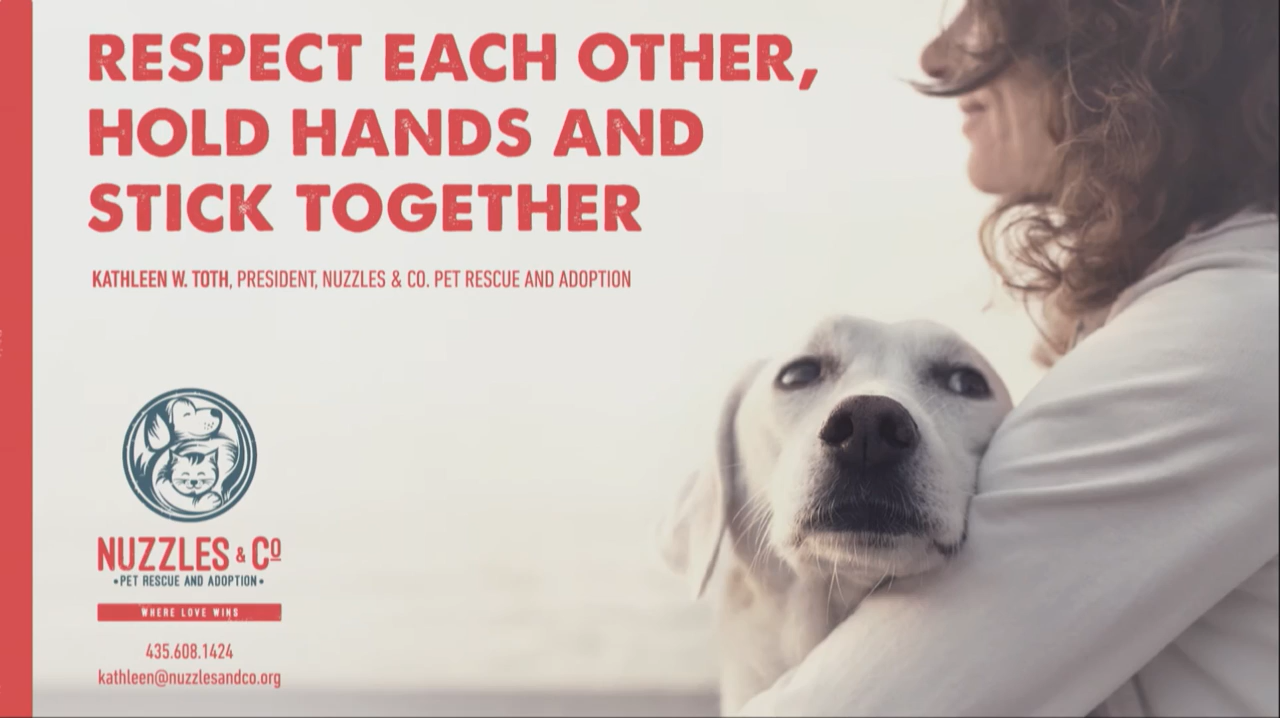 RESPECT EACH OTHER,
HOLD HANDS AND
STICK TOGETHER
KATHLEEN W. TOTH, PRESIDENT, NUZZLES & CO. PET RESCUE AND ADOPTION
NUZZLES & CO
•PET RESCUE AND ADOPTION•
WHERE LOVE WINS
435.608.1424
kathleen@nuzzlesandco.org